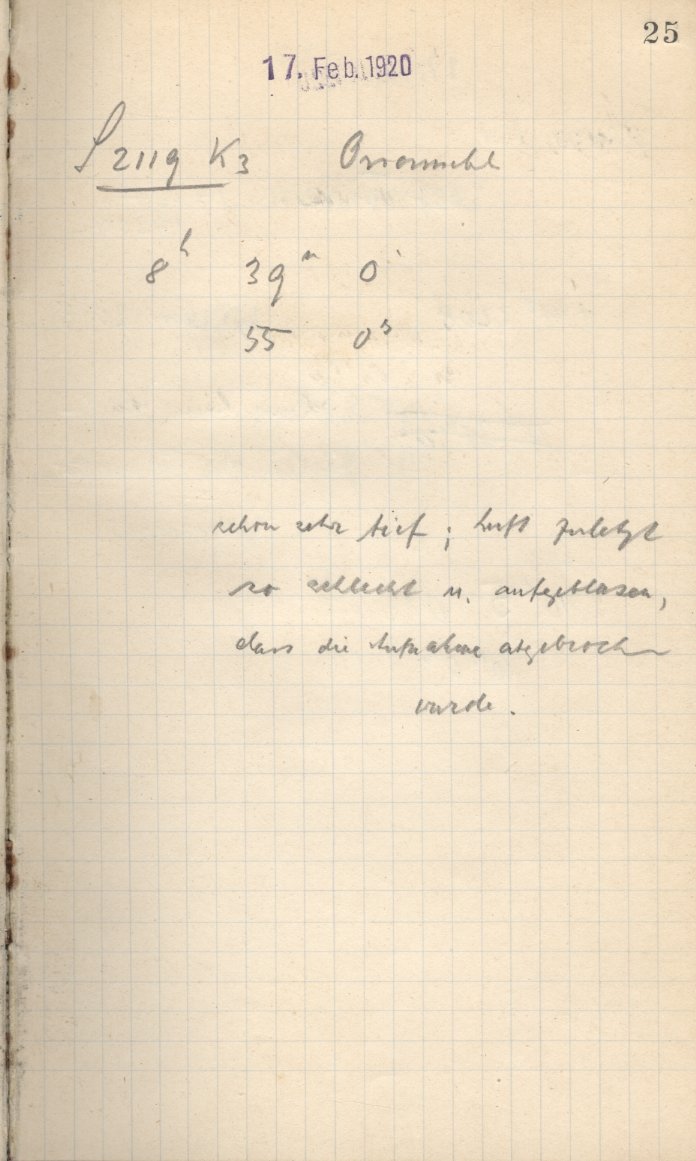 25
17. Feb. 1920
S 2119 K3 Orionnebel
8h 39m 0s
55 0s
schon sehr tief; Luft zuletzt
so schlecht u. aufgeblasen,
dass die Aufnahme abgebrochen
wurde.